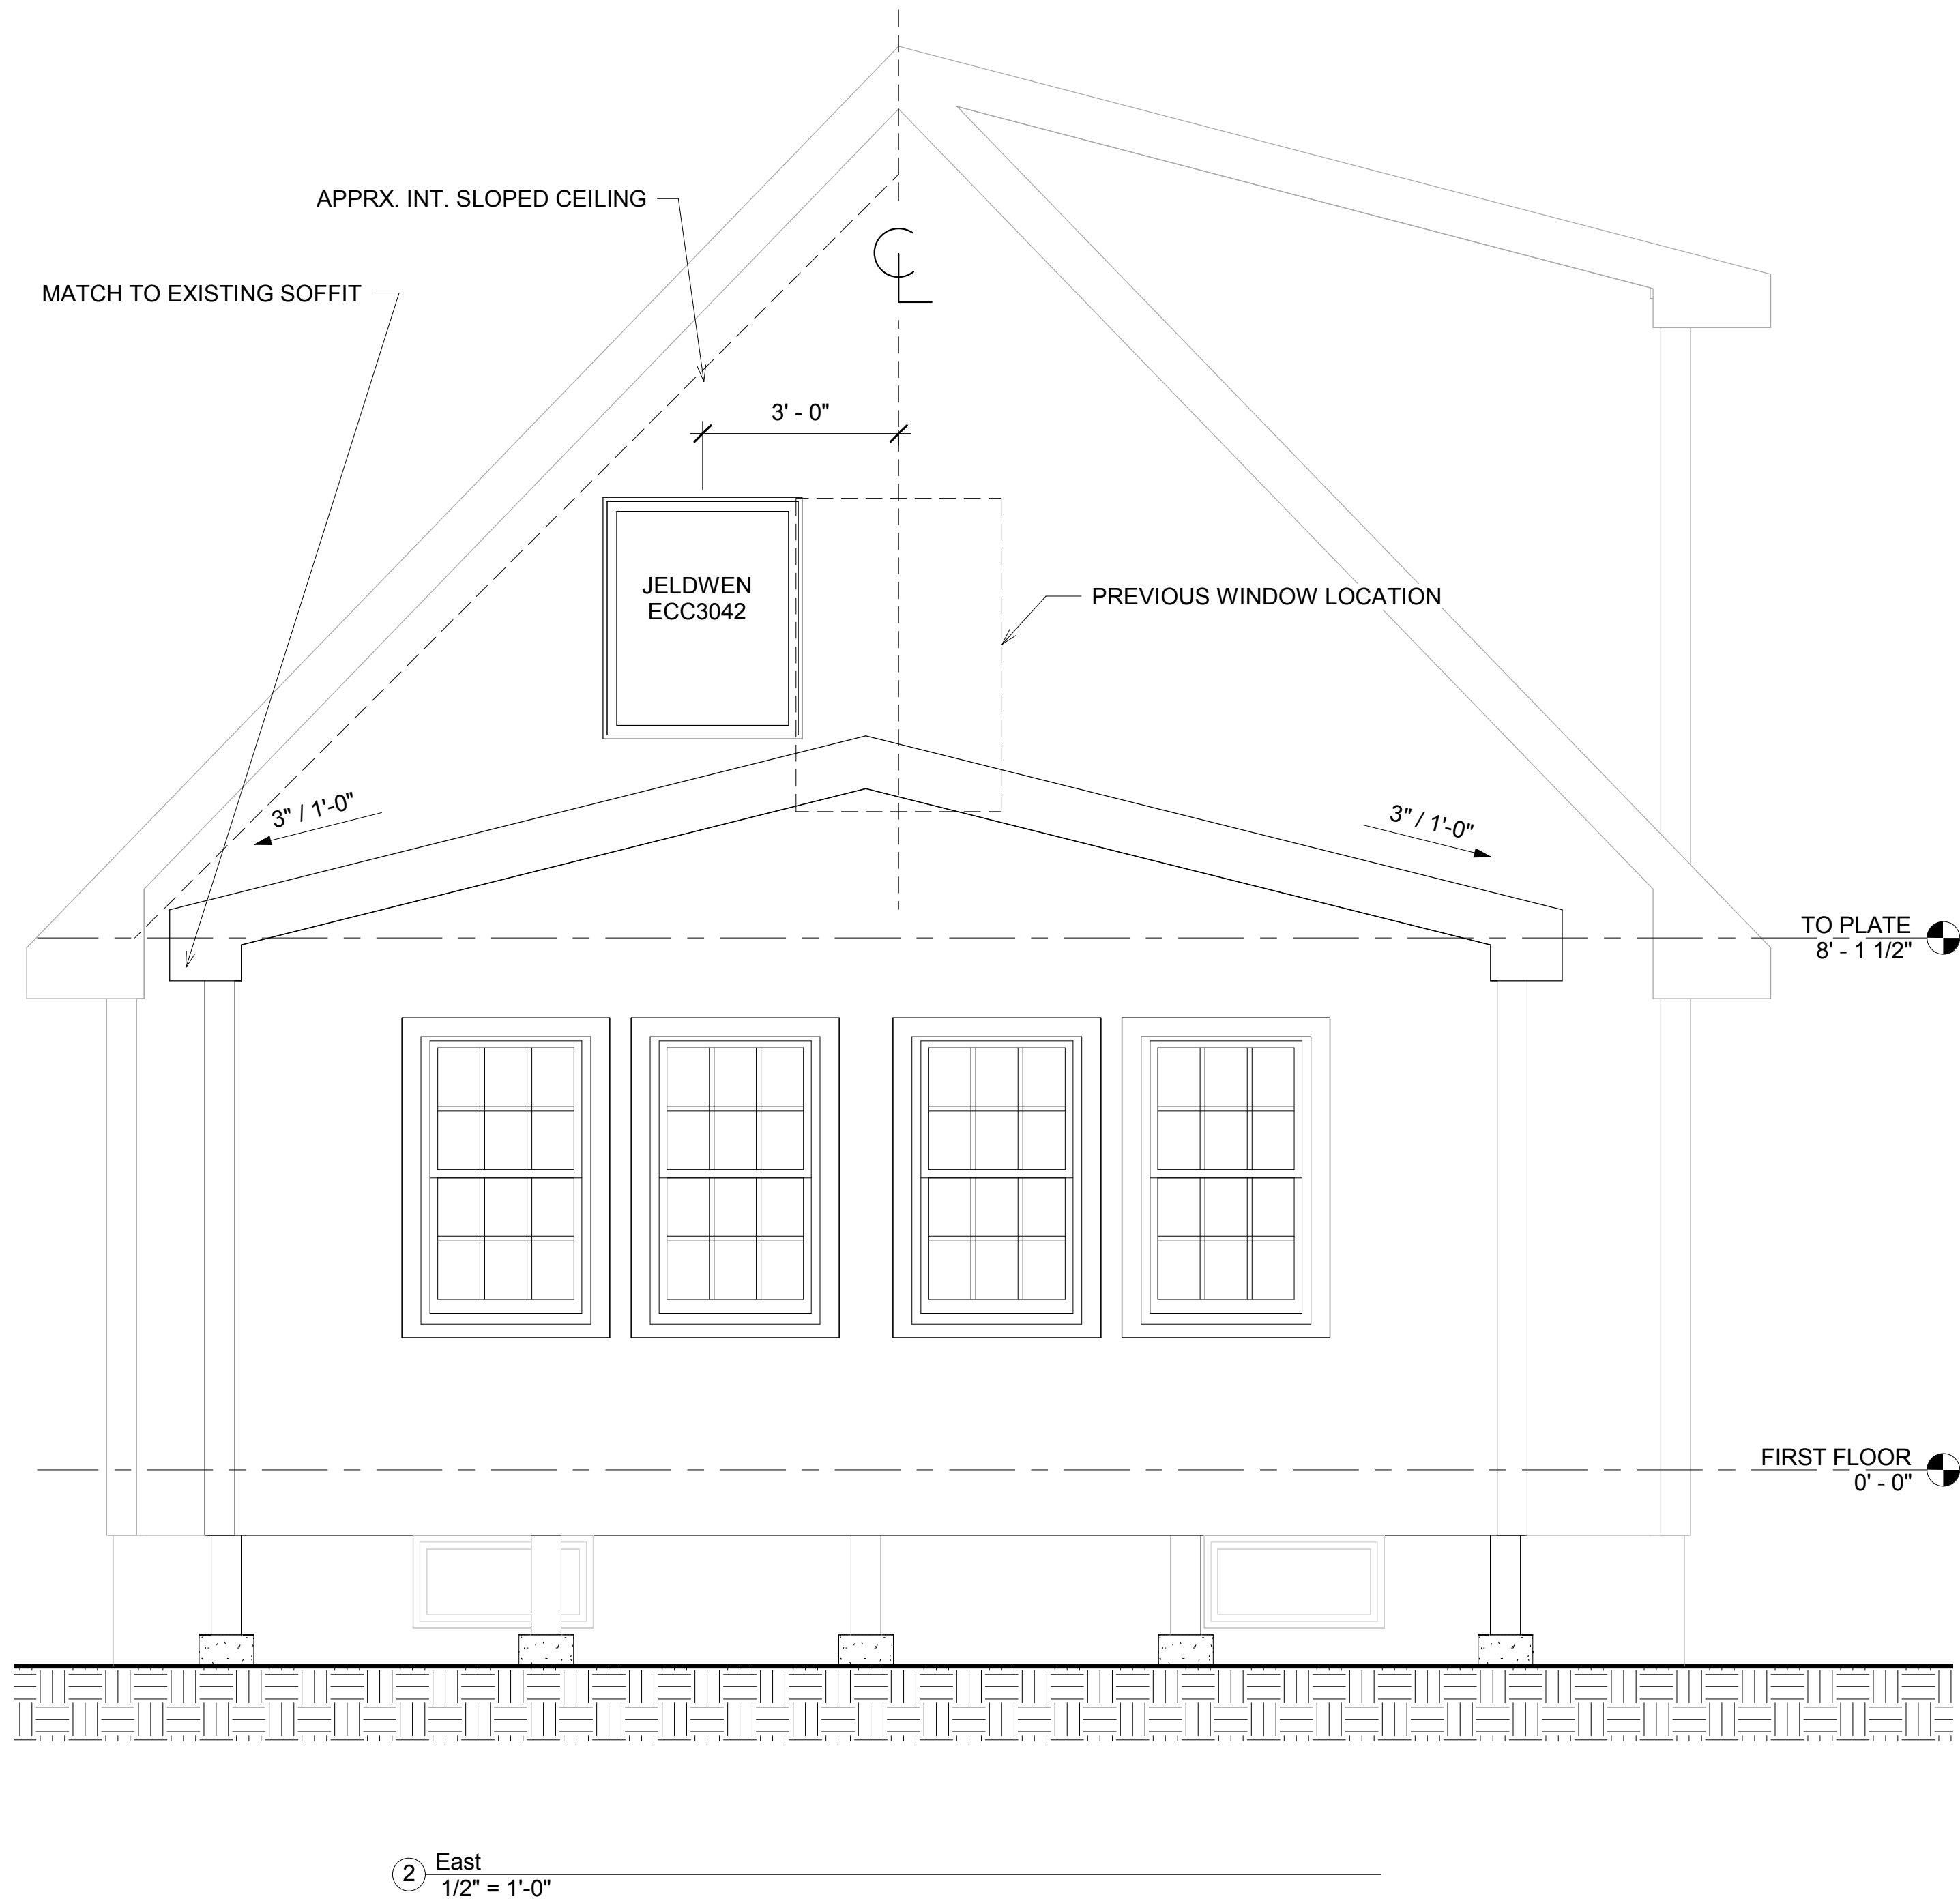 APPRX. INT. SLOPED CEILING
MATCH TO EXISTING SOFFIT
CL
3' - 0"
JELDWEN
ECC3042
PREVIOUS WINDOW LOCATION
3" / 1'-0"
3" / 1'-0"
TO PLATE
8' - 1 1/2"
FIRST FLOOR
0' - 0"
2
East
1/2" = 1'-0"